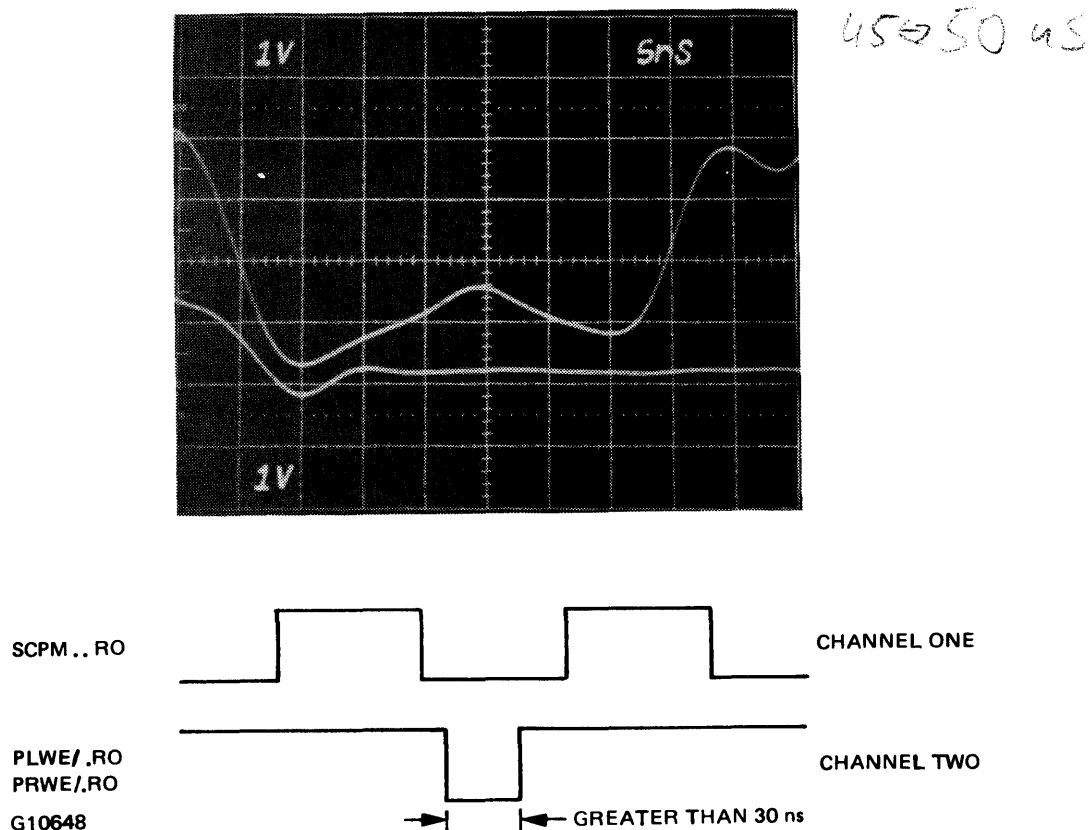 1V 5nS
45⇔50 ns
1V
SCPM..RO CHANNEL ONE
PLWE/.RO
PRWE/.RO
CHANNEL TWO
G10648
GREATER THAN 30 ns